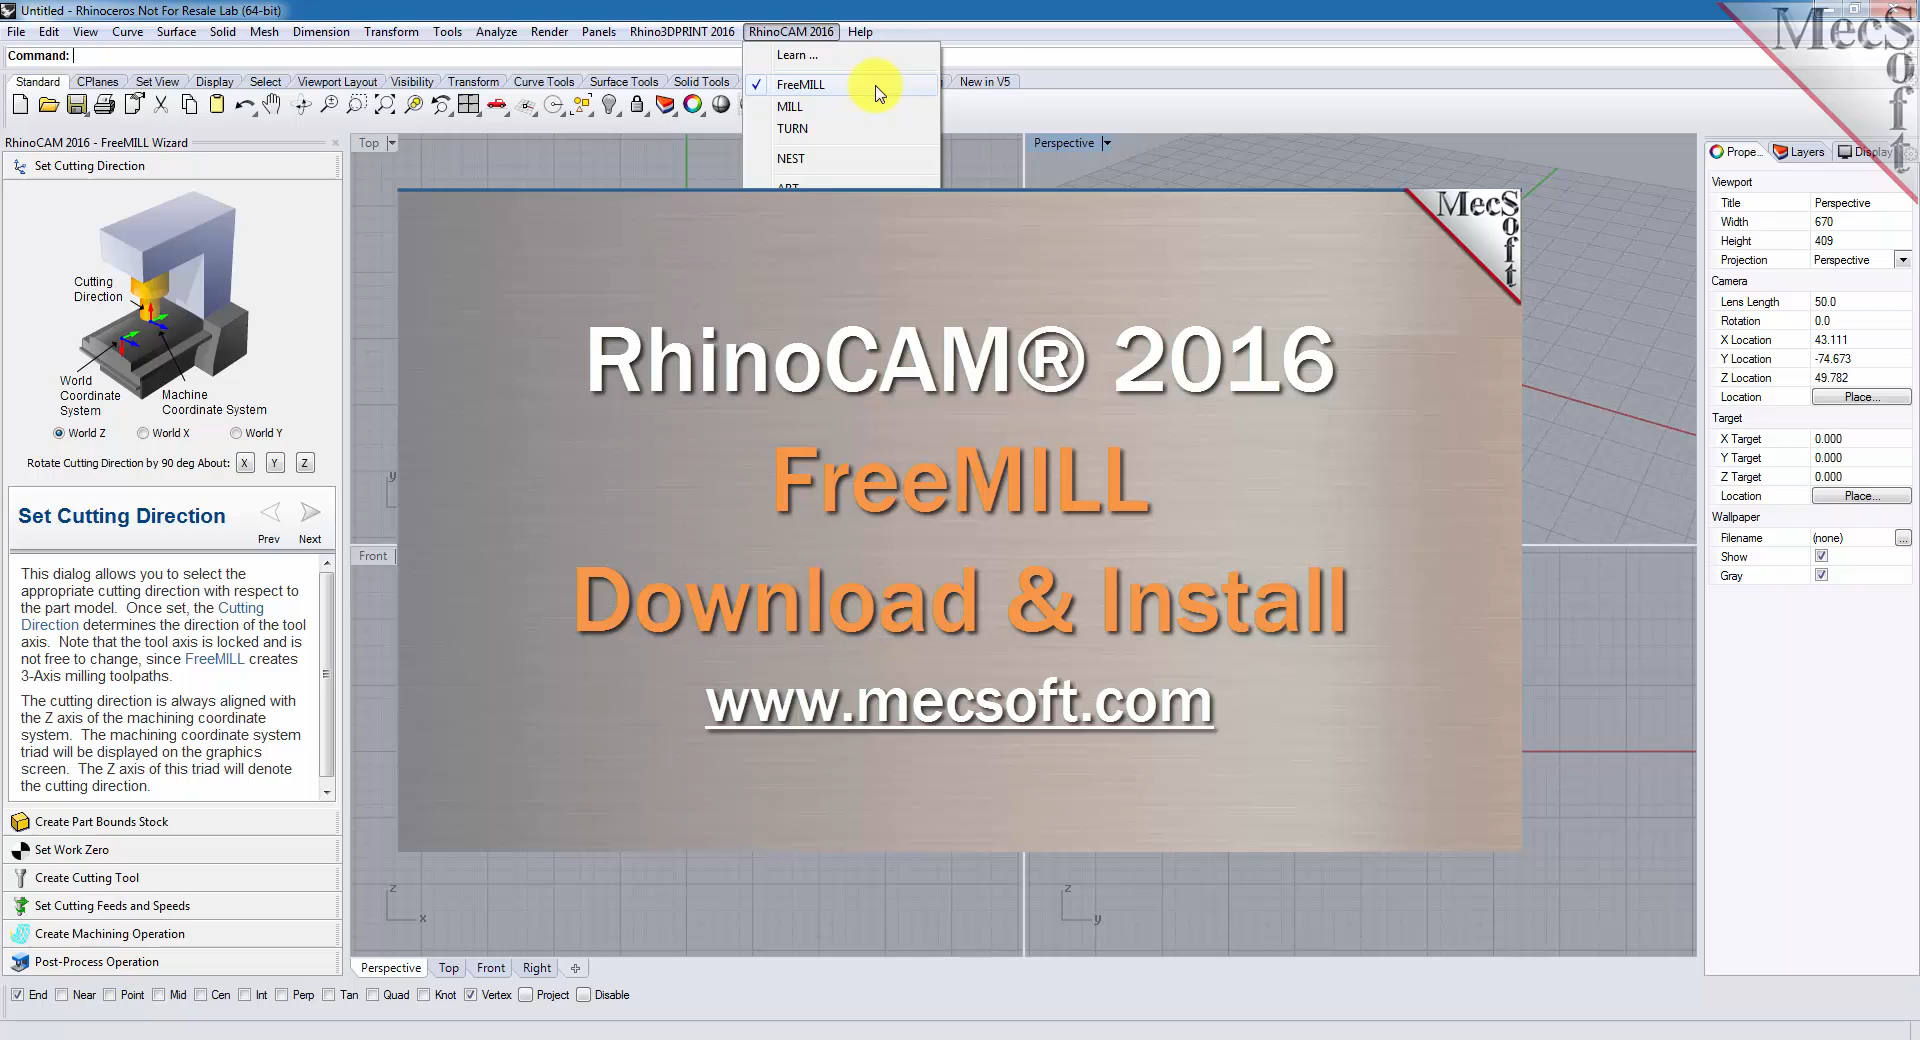 Untitled - Rhinoceros Not For Resale Lab (64-bit)
File Edit View Curve Surface Solid Mesh Dimension Transform Tools Analyze Render Panels Rhino3DPRINT 2016 RhinoCAM 2016 Help
Command:
Learn ...
Standard CPlanes Set View Display Select Viewport Layout Visibility Transform Curve Tools Surface Tools Solid Tools New in V5
FreeMILL
MILL
TURN
NEST
ART
RhinoCAM 2016 - FreeMILL Wizard
Set Cutting Direction
Cutting
Direction
World
Coordinate
System
Machine
Coordinate System
World Z World X World Y
Rotate Cutting Direction by 90 deg About: X Y Z
Set Cutting Direction
Prev Next
This dialog allows you to select the
appropriate cutting direction with respect to
the part model. Once set, the Cutting
Direction determines the direction of the tool
axis. Note that the tool axis is locked and is
not free to change, since FreeMILL creates
3-Axis milling toolpaths.
The cutting direction is always aligned with
the Z axis of the machining coordinate
system. The machining coordinate system
triad will be displayed on the graphics
screen. The Z axis of this triad will denote
the cutting direction.
Create Part Bounds Stock
Set Work Zero
Create Cutting Tool
Set Cutting Feeds and Speeds
Create Machining Operation
Post-Process Operation
Top
Perspective
Front
y
z
x
z
y
MecSoft
RhinoCAM® 2016
FreeMILL
Download & Install
www.mecsoft.com
MecSoft
Prope... Layers Display
Viewport
Title Perspective
Width 670
Height 409
Projection Perspective
Camera
Lens Length 50.0
Rotation 0.0
X Location 43.111
Y Location -74.673
Z Location 49.782
Location Place...
Target
X Target 0.000
Y Target 0.000
Z Target 0.000
Location Place...
Wallpaper
Filename (none) ...
Show
Gray
Perspective Top Front Right
End Near Point Mid Cen Int Perp Tan Quad Knot Vertex Project Disable